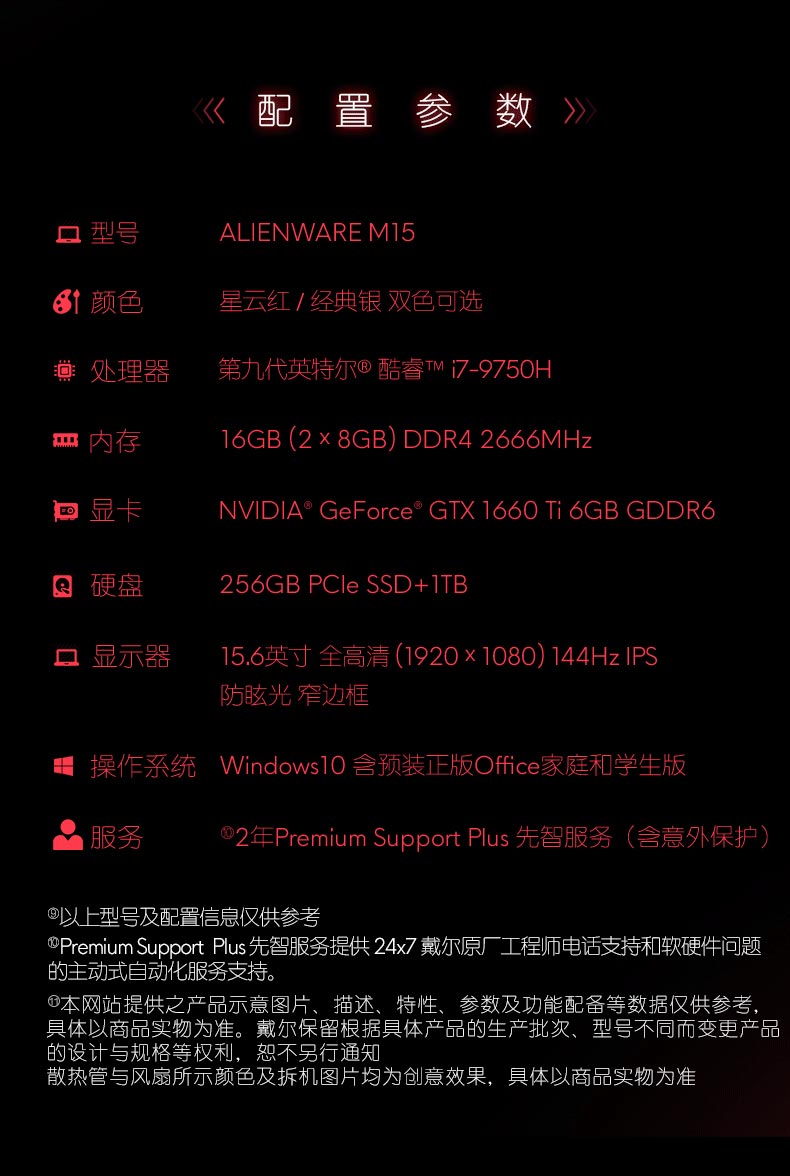 配置参数
型号 ALIENWARE M15
颜色 星云红 / 经典银 双色可选
处理器 第九代英特尔® 酷睿™ i7-9750H
内存 16GB (2 × 8GB) DDR4 2666MHz
显卡 NVIDIA® GeForce® GTX 1660 Ti 6GB GDDR6
硬盘 256GB PCIe SSD+1TB
显示器 15.6英寸 全高清 (1920 × 1080) 144Hz IPS
防眩光 窄边框
操作系统 Windows10 含预装正版Office家庭和学生版
服务 ⑩2年Premium Support Plus 先智服务（含意外保护）
⑨以上型号及配置信息仅供参考
⑩Premium Support Plus 先智服务提供 24x7 戴尔原厂工程师电话支持和软硬件问题
的主动式自动化服务支持。
⑪本网站提供之产品示意图片、描述、特性、参数及功能配备等数据仅供参考，
具体以商品实物为准。戴尔保留根据具体产品的生产批次、型号不同而变更产品
的设计与规格等权利，恕不另行通知
散热管与风扇所示颜色及拆机图片均为创意效果，具体以商品实物为准